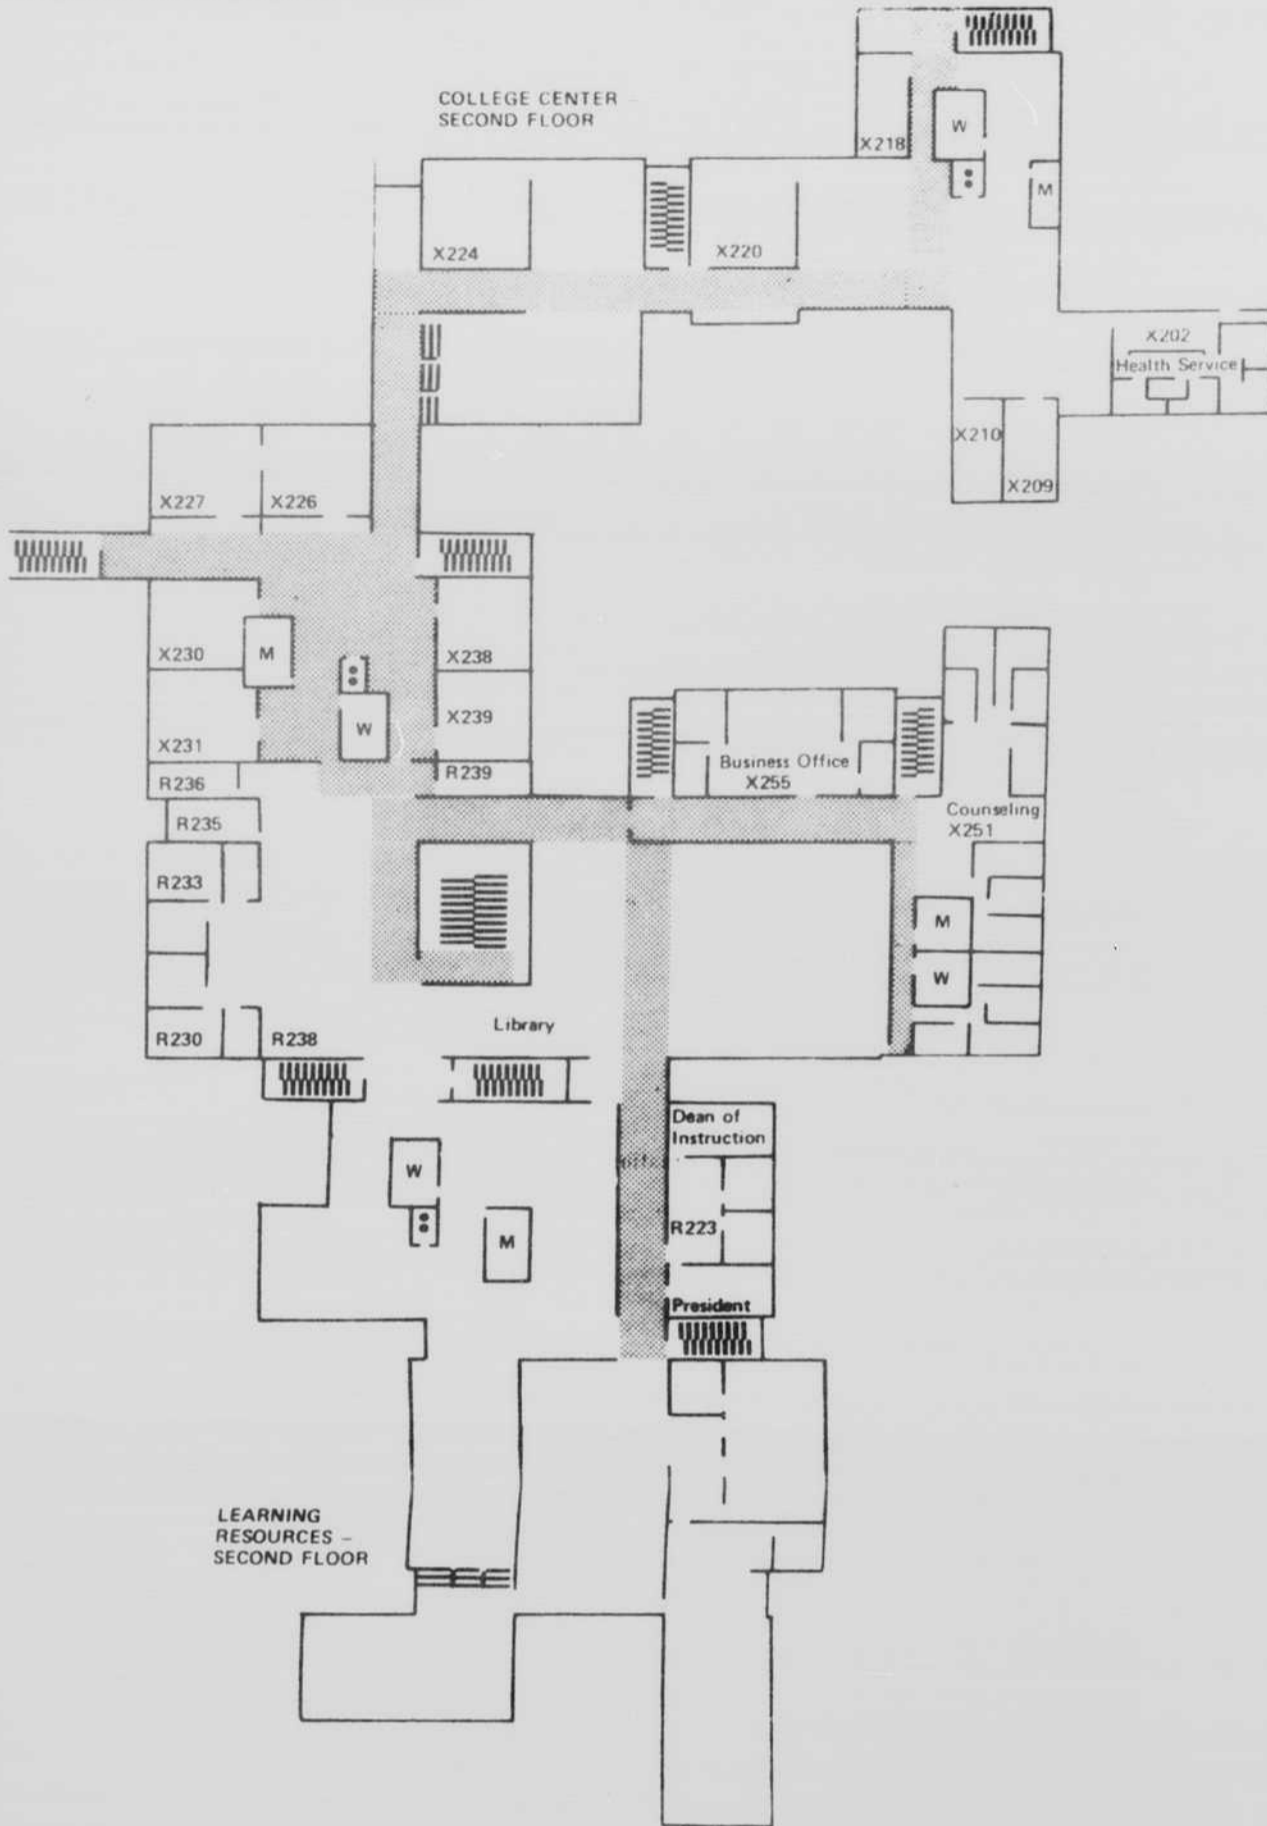 COLLEGE CENTER
SECOND FLOOR
W
X218
M
X224
X220
X202
Health Service
X210
X209
X227
X226
X230
M
X238
W
X239
X231
Business Office
X255
R236
R239
Counseling
X251
R235
R233
M
W
Library
R230
R238
Dean of
Instruction
W
R223
M
President
LEARNING
RESOURCES –
SECOND FLOOR